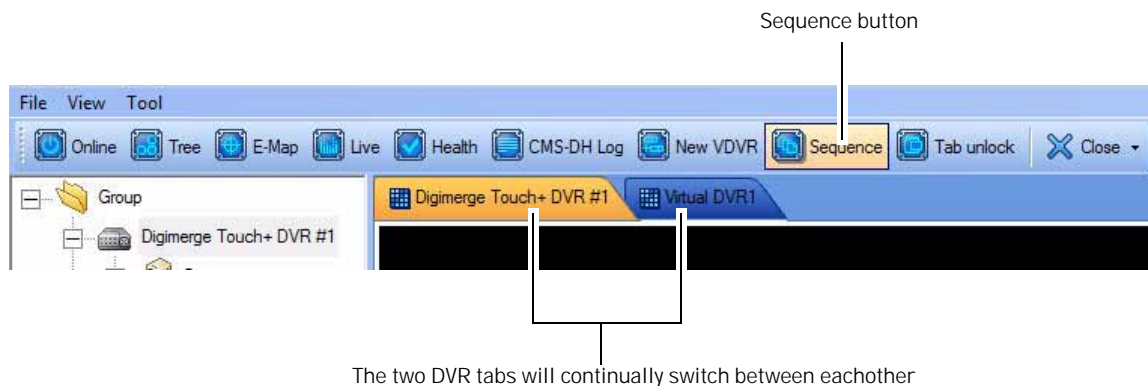 Sequence button
File View Tool
Online Tree E-Map Live Health CMS-DH Log New VDVR Sequence Tab unlock Close
Group Digimerge Touch+ DVR #1 Virtual DVR1
Digimerge Touch+ DVR #1
The two DVR tabs will continually switch between eachother